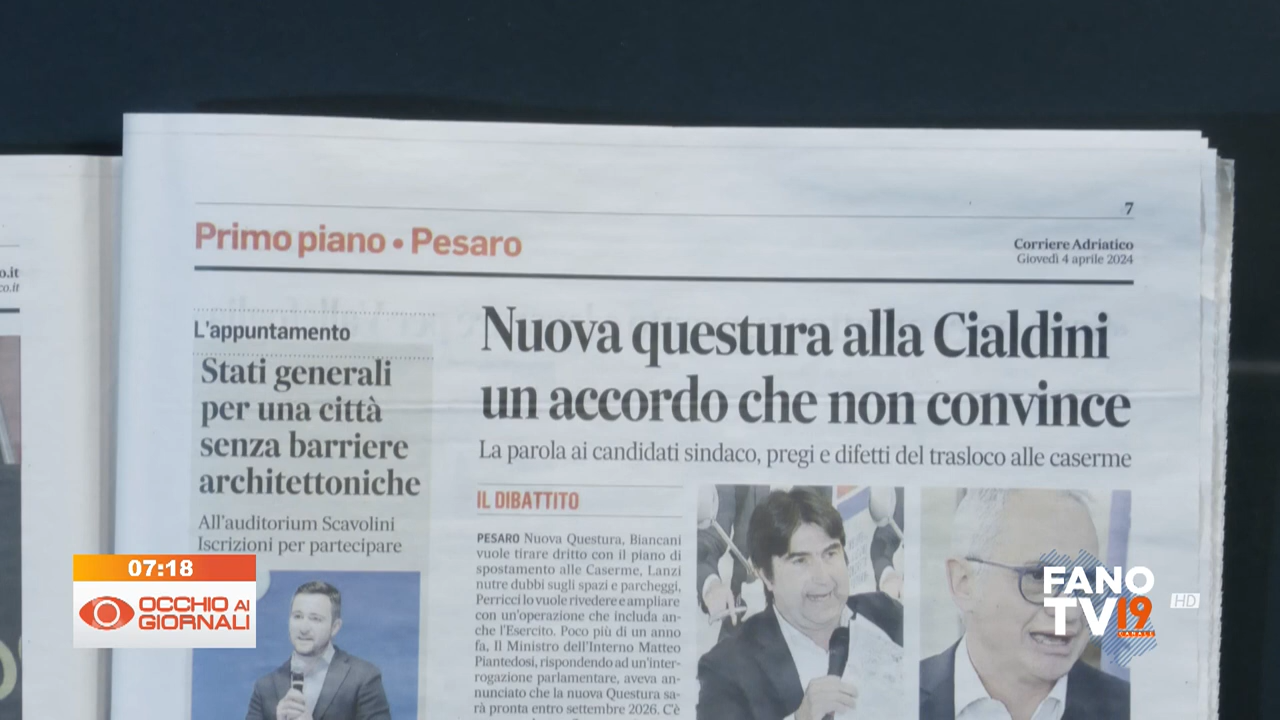 7
Primo piano • Pesaro
Corriere Adriatico
Giovedì 4 aprile 2024
o.it
co.it
L'appuntamento
Stati generali
per una città
senza barriere
architettoniche
All'auditorium Scavolini
Iscrizioni per partecipare
Nuova questura alla Cialdini
un accordo che non convince
La parola ai candidati sindaco, pregi e difetti del trasloco alle caserme
IL DIBATTITO
PESARO Nuova Questura, Biancani
vuole tirare dritto con il piano di
spostamento alle Caserme, Lanzi
nutre dubbi sugli spazi e parcheggi,
Perricci lo vuole rivedere e ampliare
con un'operazione che includa an-
che l'Esercito. Poco più di un anno
fa, Il Ministro dell'Interno Matteo
Piantedosi, rispondendo ad un'inter-
rogazione parlamentare, aveva an-
nunciato che la nuova Questura sa-
rà pronta entro settembre 2026. C'è
07:18
OCCHIO AI
GIORNALI
FANO
TV19
CANALE
HD